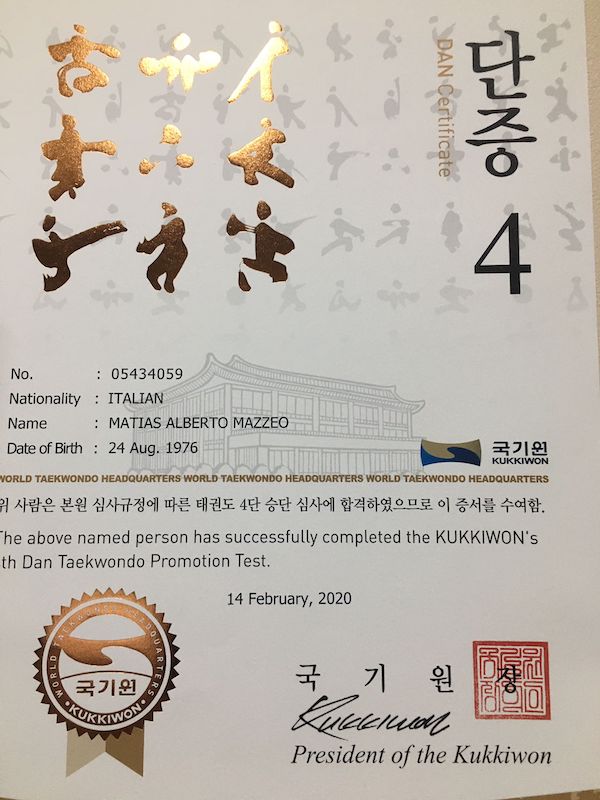 단증
DAN Certificate
4
No. : 05434059
Nationality : ITALIAN
Name : MATIAS ALBERTO MAZZEO
Date of Birth : 24 Aug. 1976
국기원
KUKKIWON
WORLD TAEKWONDO HEADQUARTERS WORLD TAEKWONDO HEADQUARTERS WORLD TAEKWONDO HEADQUARTERS
위 사람은 본원 심사규정에 따른 태권도 4단 승단 심사에 합격하였으므로 이 증서를 수여함.
The above named person has successfully completed the KUKKIWON's
th Dan Taekwondo Promotion Test.
14 February, 2020
WORLD TAEKWONDO HEADQUARTERS
국기원
·KUKKIWON·
국 기 원 장
Kukkiwon
President of the Kukkiwon